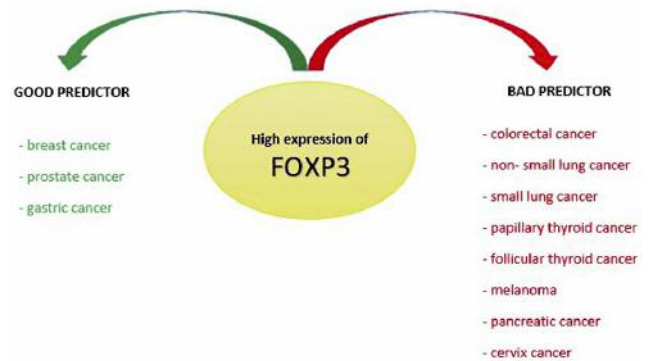 GOOD PREDICTOR
- breast cancer
- prostate cancer
- gastric cancer
High expression of
FOXP3
BAD PREDICTOR
- colorectal cancer
- non- small lung cancer
- small lung cancer
- papillary thyroid cancer
- follicular thyroid cancer
- melanoma
- pancreatic cancer
- cervix cancer